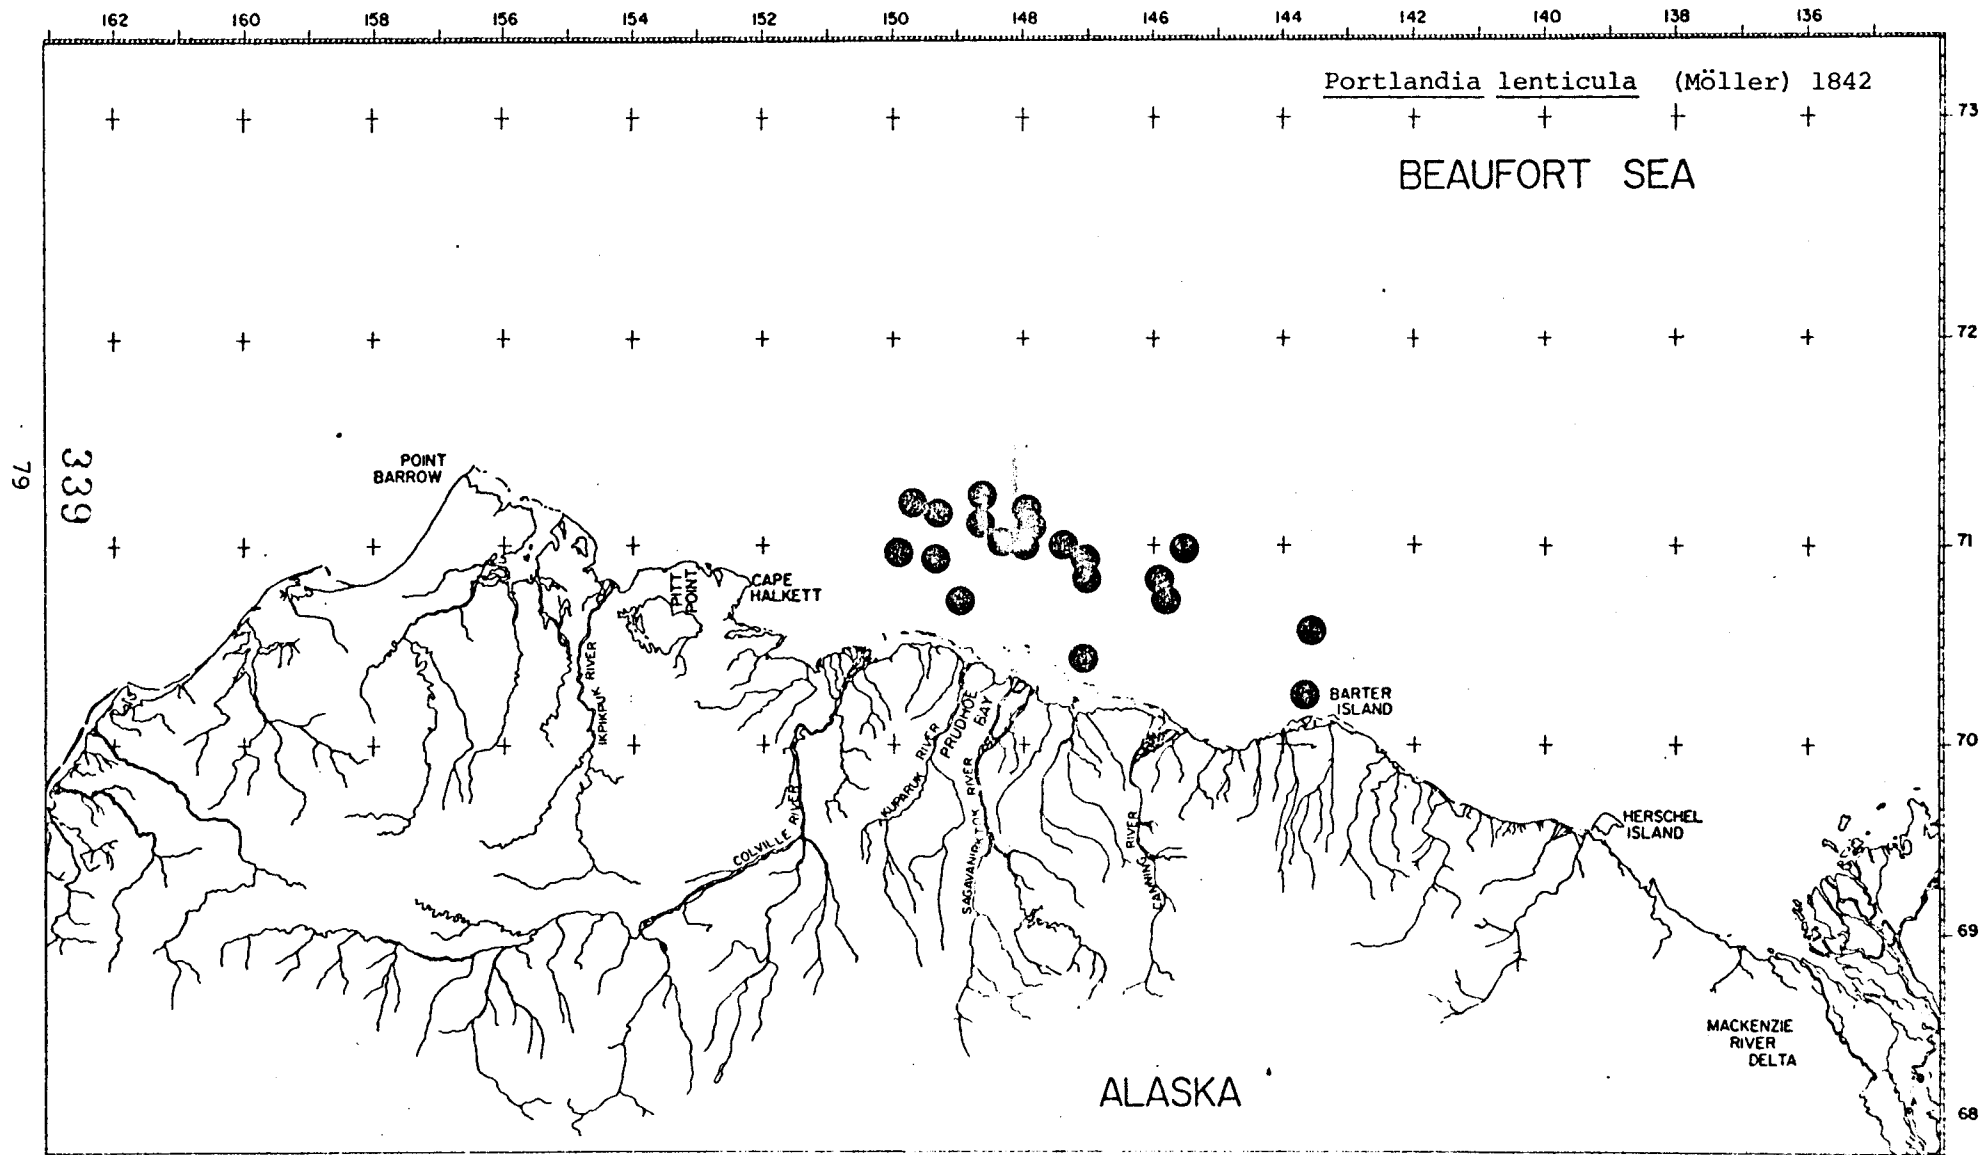 162 160 158 156 154 152 150 148 146 144 142 140 138 136
Portlandia lenticula (Möller) 1842
73
BEAUFORT SEA
72
POINT
BARROW
79
339
71
PITT
POINT
CAPE
HALKETT
IKPIKPUK RIVER
BARTER
ISLAND
PRUDHOE
BAY
70
KUPARUK RIVER
COLVILLE RIVER
SAGAVANIRKTOK RIVER
CANNING RIVER
HERSCHEL
ISLAND
69
MACKENZIE
RIVER
DELTA
ALASKA
68